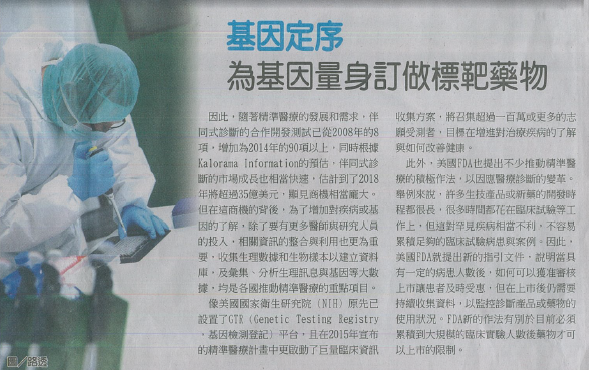 基因定序
為基因量身訂做標靶藥物
因此，隨著精準醫療的發展和需求，伴
同式診斷的合作開發測試已從2008年的8
項，增加為2014年的90項以上，同時根據
Kalorama Information的預估，伴同式診
斷的市場成長也相當快速，估計到了2018
年將超過35億美元，顯見商機相當龐大。
但在這商機的背後，為了增加對疾病或基
因的了解，除了要有更多醫師與研究人員
的投入，相關資訊的整合與利用也更為重
要，收集生理數據和生物樣本以建立資料
庫，及彙集、分析生理訊息與基因等大數
據，均是各國推動精準醫療的重點項目。
像美國國家衛生研究院（NIH）原先已
設置了GTR（Genetic Testing Registry
，基因檢測登記）平台，且在2015年宣布
的精準醫療計畫中更啟動了巨量臨床資訊
收集方案，將召集超過一百萬或更多的志
願受測者，目標在增進對治療疾病的了解
與如何改善健康。
此外，美國FDA也提出不少推動精準醫
療的積極作法，以因應醫療診斷的變革。
舉例來說，許多生技產品或新藥的開發時
程都很長，很多時間都花在臨床試驗等工
作上，但這對罕見疾病相當不利，不容易
累積足夠的臨床試驗病患與案例。因此，
美國FDA就提出新的指引文件，說明當具
有一定的病患人數後，如何可以獲准審核
上市讓患者及時受惠，但在上市後仍需要
持續收集資料，以監控診斷產品或藥物的
使用狀況。FDA新的作法有別於目前必須
累積到大規模的臨床實驗人數後藥物才可
以上市的限制。
圖／路透